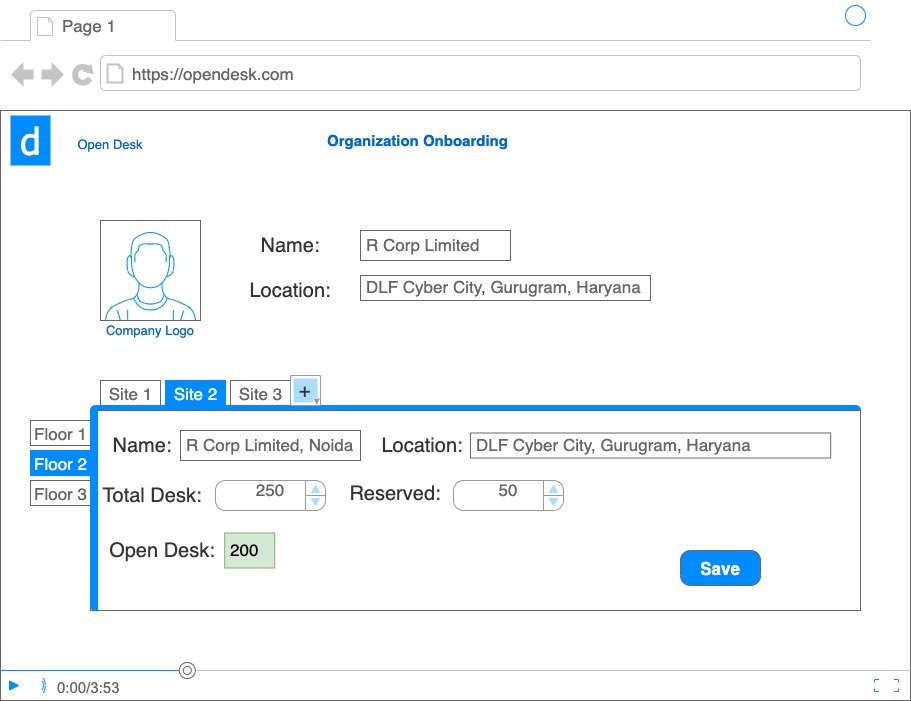 Page 1
https://opendesk.com
d
Open Desk
Organization Onboarding
Name: R Corp Limited
Location: DLF Cyber City, Gurugram, Haryana
Company Logo
Site 1 Site 2 Site 3 +
Floor 1
Floor 2
Floor 3
Name: R Corp Limited, Noida Location: DLF Cyber City, Gurugram, Haryana
Total Desk: 250 Reserved: 50
Open Desk: 200
Save
0:00/3:53